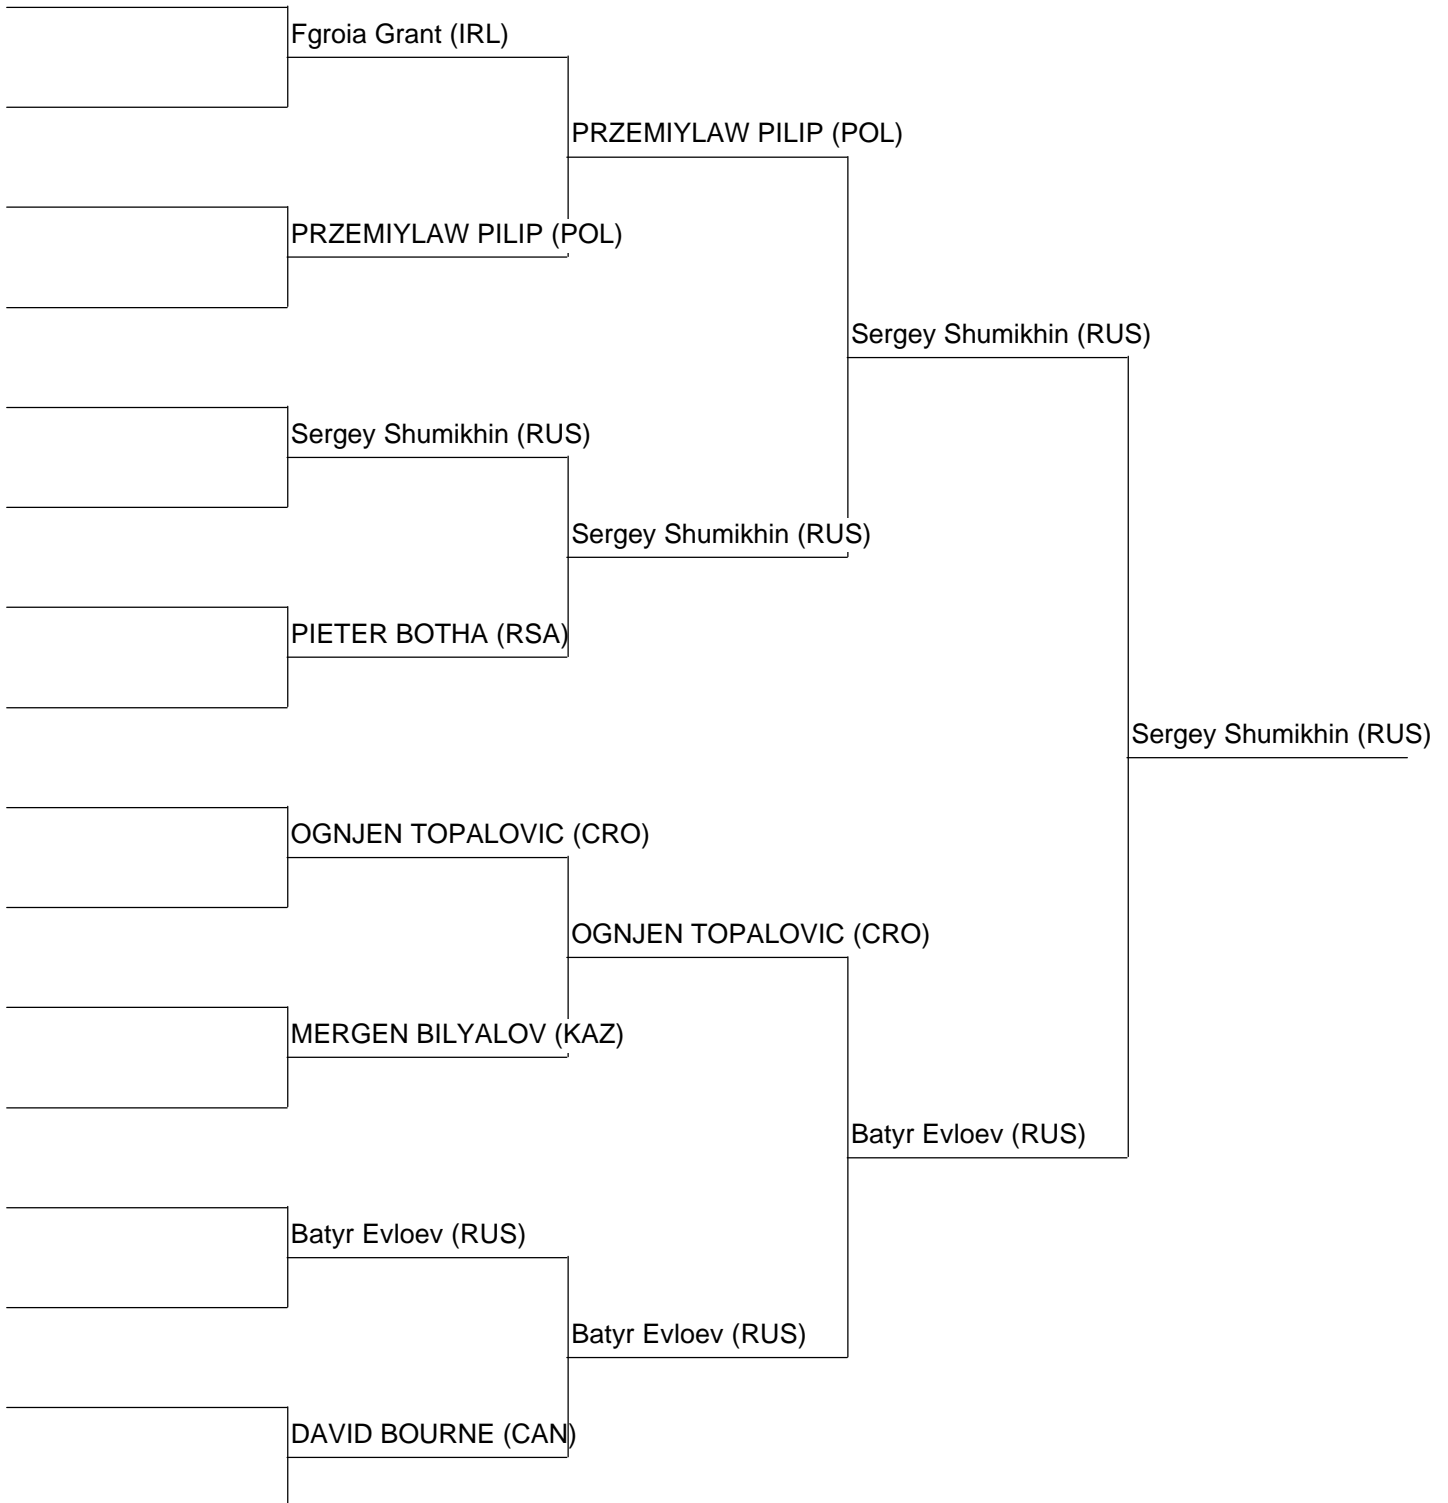 Fgroia Grant (IRL)
PRZEMIYLAW PILIP (POL)
PRZEMIYLAW PILIP (POL)
Sergey Shumikhin (RUS)
Sergey Shumikhin (RUS)
Sergey Shumikhin (RUS)
PIETER BOTHA (RSA)
Sergey Shumikhin (RUS)
OGNJEN TOPALOVIC (CRO)
OGNJEN TOPALOVIC (CRO)
MERGEN BILYALOV (KAZ)
Batyr Evloev (RUS)
Batyr Evloev (RUS)
Batyr Evloev (RUS)
DAVID BOURNE (CAN)